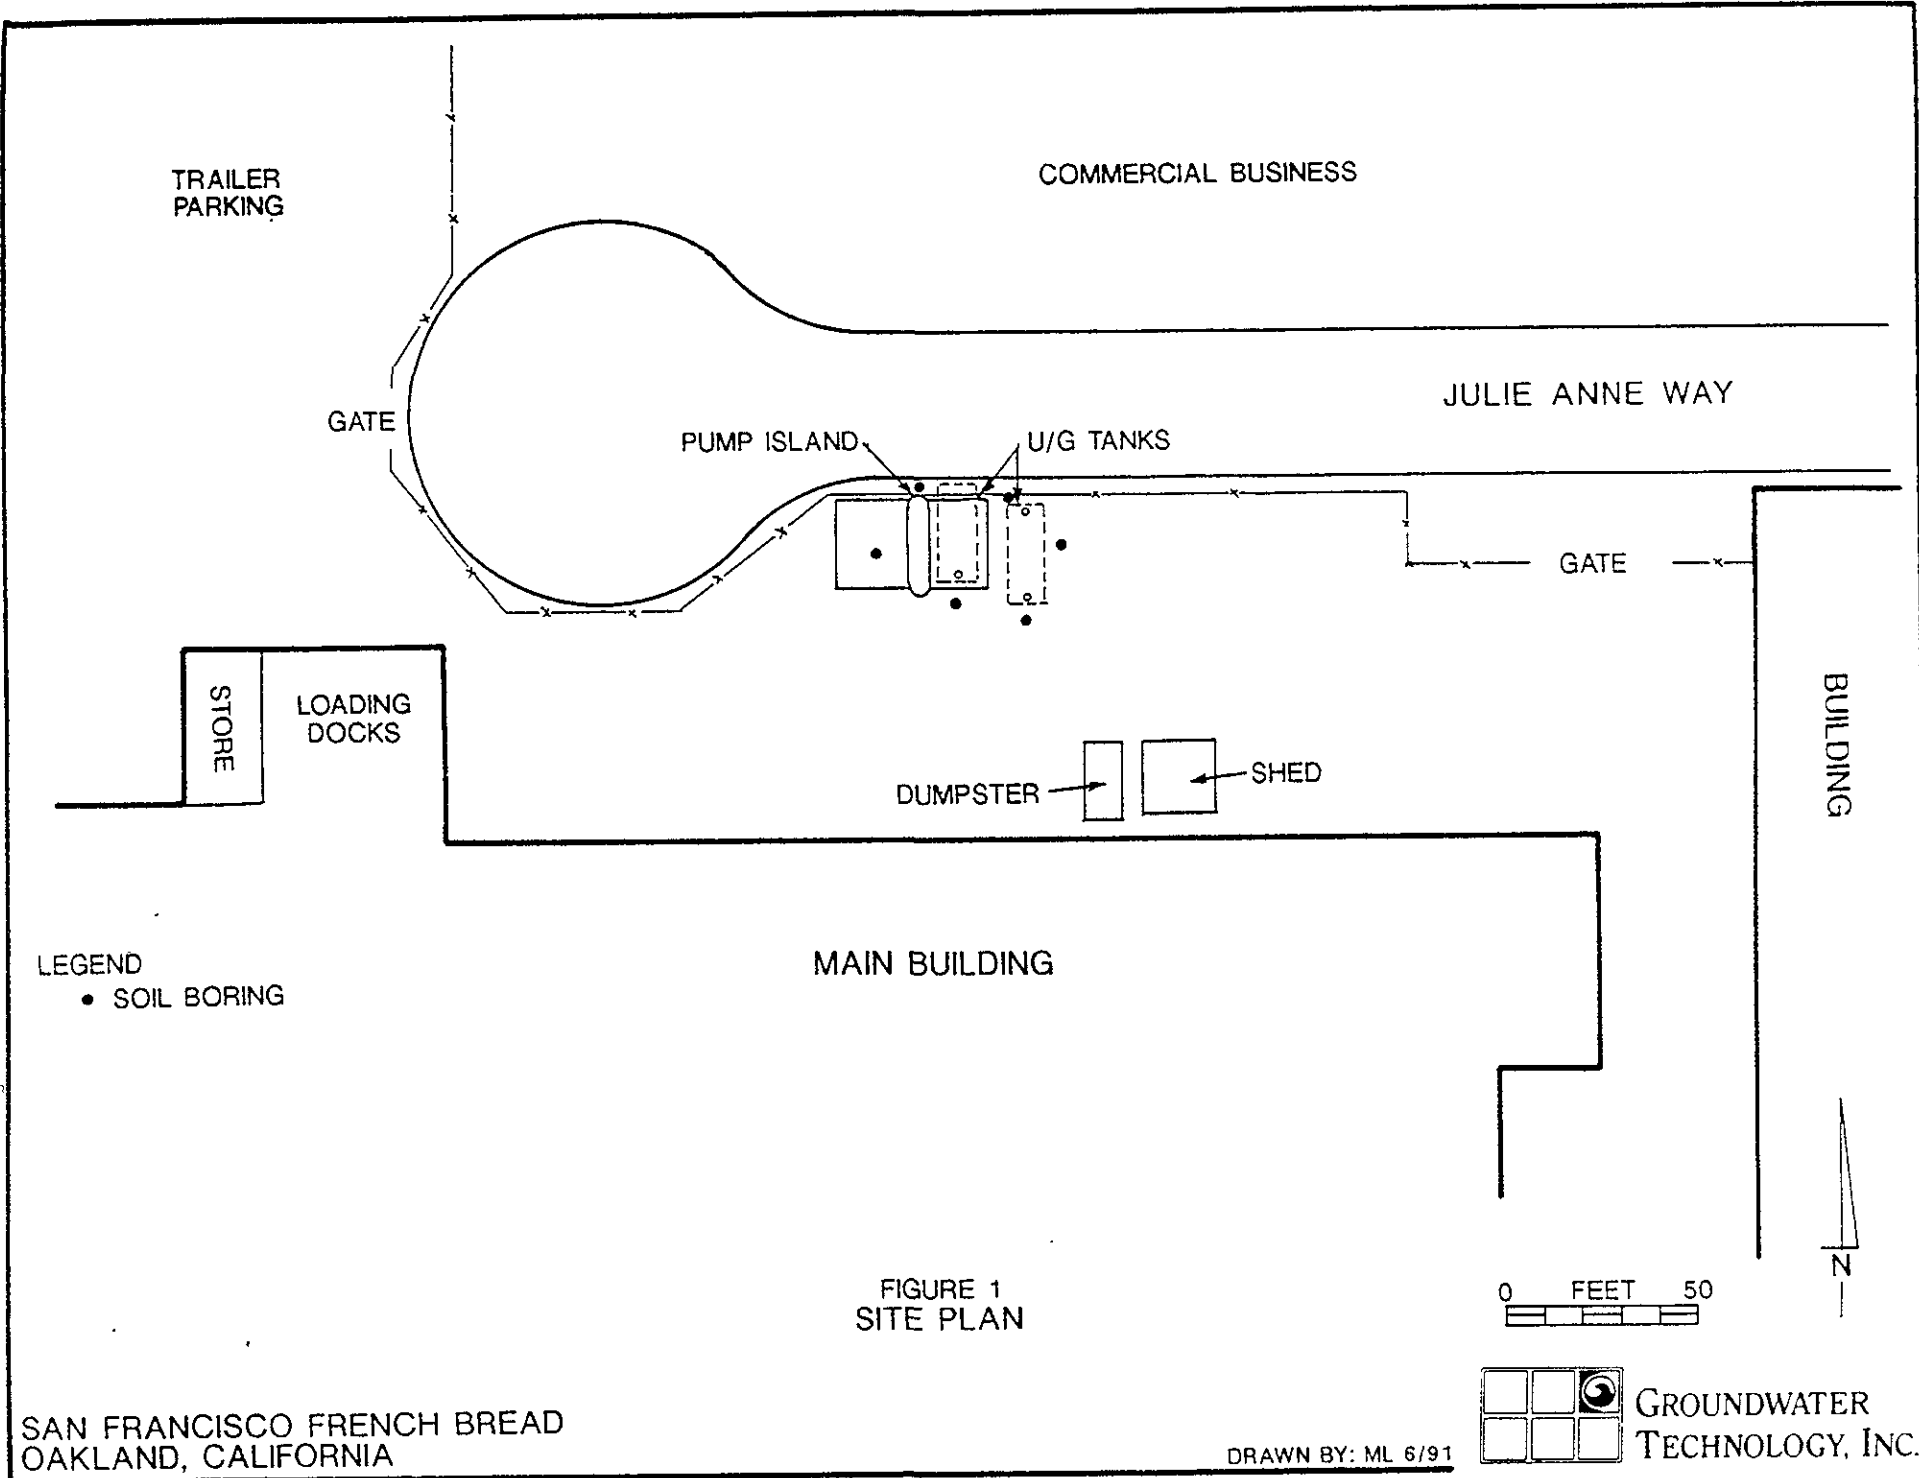 TRAILER
PARKING
COMMERCIAL BUSINESS
JULIE ANNE WAY
GATE
PUMP ISLAND
U/G TANKS
GATE
STORE
LOADING
DOCKS
BUILDING
DUMPSTER
SHED
MAIN BUILDING
LEGEND
SOIL BORING
N
FIGURE 1
SITE PLAN
0 FEET 50
SAN FRANCISCO FRENCH BREAD
OAKLAND, CALIFORNIA
DRAWN BY: ML 6/91
GROUNDWATER
TECHNOLOGY, INC.